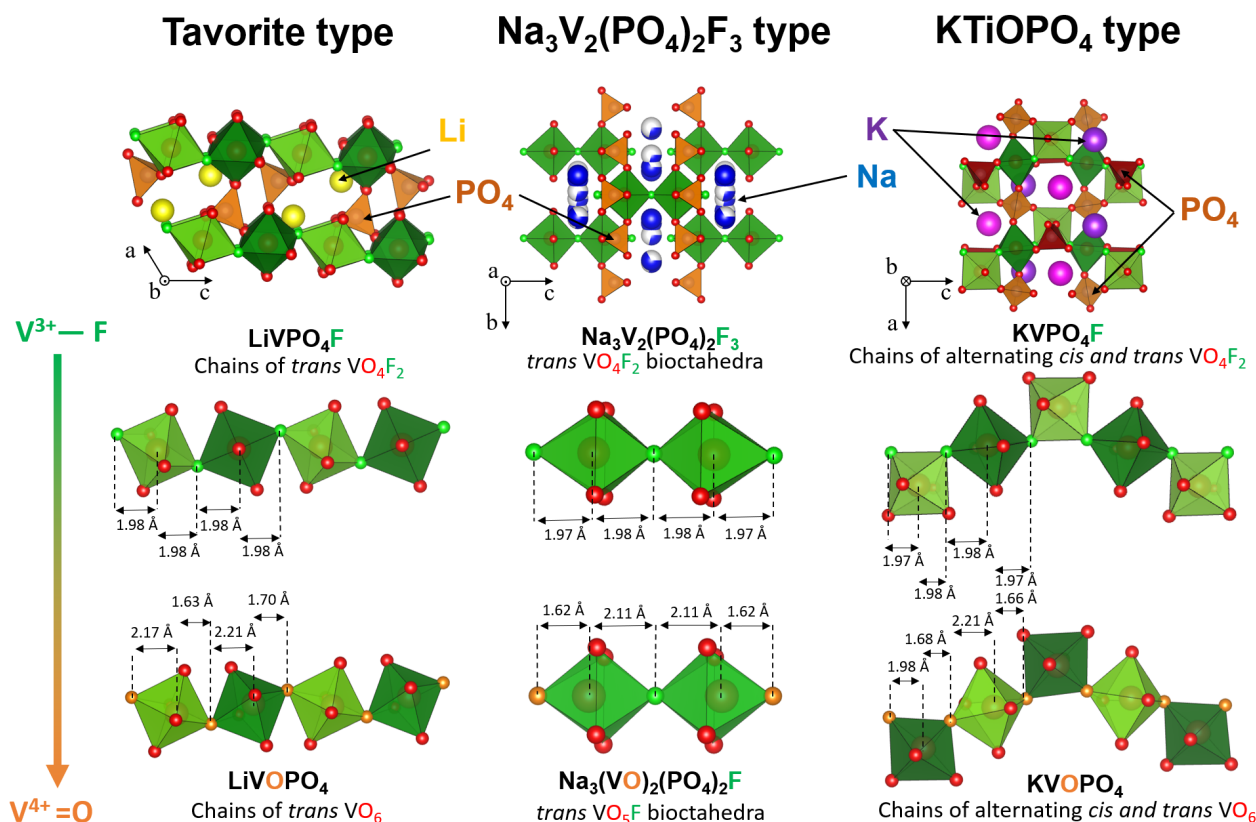 Tavorite type
Na₃V₂(PO₄)₂F₃ type
KTiOPO₄ type
Li
PO₄
K
Na
PO₄
a
b
c
a
b
c
b
a
c
V³⁺— F
LiVPO₄F
Chains of trans VO₄F₂
Na₃V₂(PO₄)₂F₃
trans VO₄F₂ bioctahedra
KVPO₄F
Chains of alternating cis and trans VO₄F₂
1.98 Å
1.98 Å
1.98 Å
1.98 Å
1.97 Å
1.98 Å
1.98 Å
1.97 Å
1.97 Å
1.98 Å
1.98 Å
1.97 Å
2.17 Å
1.63 Å
2.21 Å
1.70 Å
1.62 Å
2.11 Å
2.11 Å
1.62 Å
1.98 Å
1.68 Å
2.21 Å
1.66 Å
V⁴⁺=O
LiVOPO₄
Chains of trans VO₆
Na₃(VO)₂(PO₄)₂F
trans VO₅F bioctahedra
KVOPO₄
Chains of alternating cis and trans VO₆